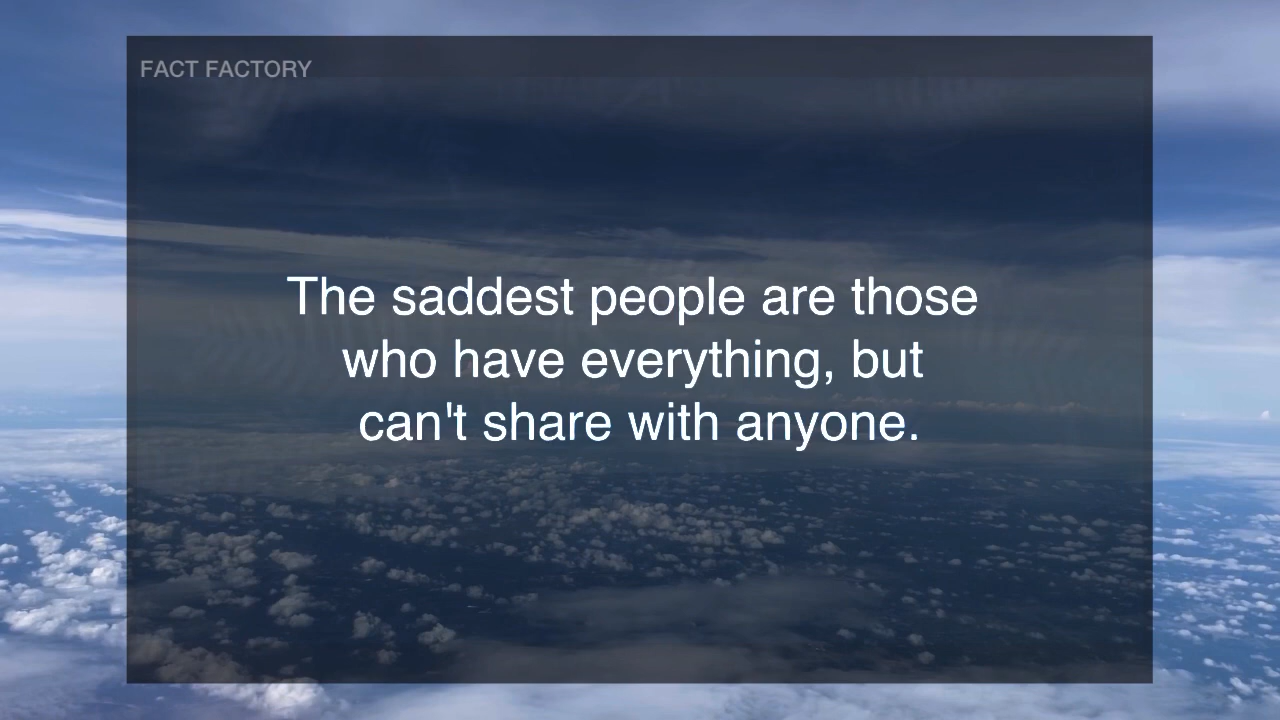 FACT FACTORY
The saddest people are those
who have everything, but
can't share with anyone.